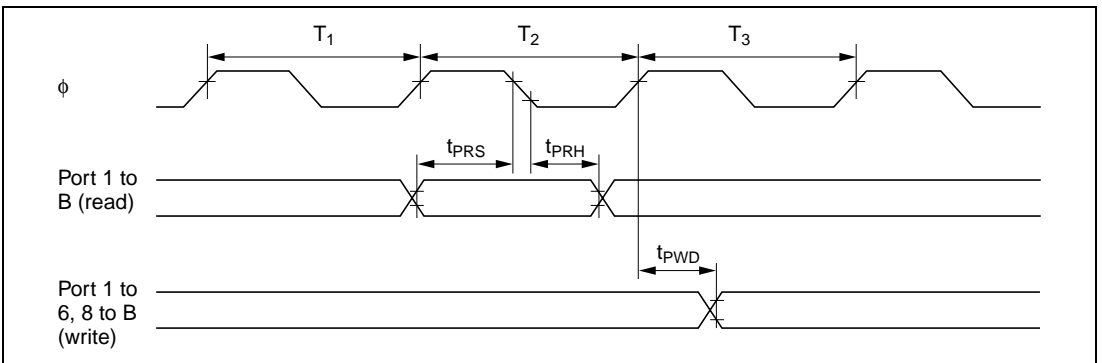 T1 T2 T3
ϕ
tPRS tPRH
Port 1 to
B (read)
tPWD
Port 1 to
6, 8 to B
(write)